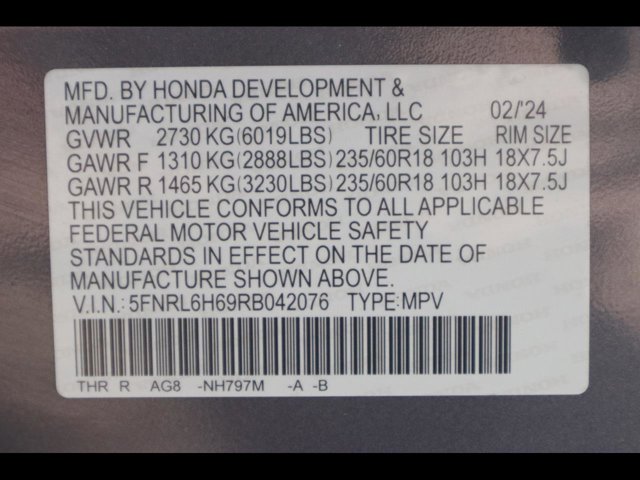 MFD. BY HONDA DEVELOPMENT &
MANUFACTURING OF AMERICA, LLC 02/'24
GVWR 2730 KG(6019LBS) TIRE SIZE RIM SIZE
GAWR F 1310 KG(2888LBS) 235/60R18 103H 18X7.5J
GAWR R 1465 KG(3230LBS) 235/60R18 103H 18X7.5J
THIS VEHICLE CONFORMS TO ALL APPLICABLE
FEDERAL MOTOR VEHICLE SAFETY
STANDARDS IN EFFECT ON THE DATE OF
MANUFACTURE SHOWN ABOVE.
V.I.N.: 5FNRL6H69RB042076 TYPE:MPV
THR R AG8 -NH797M -A -B